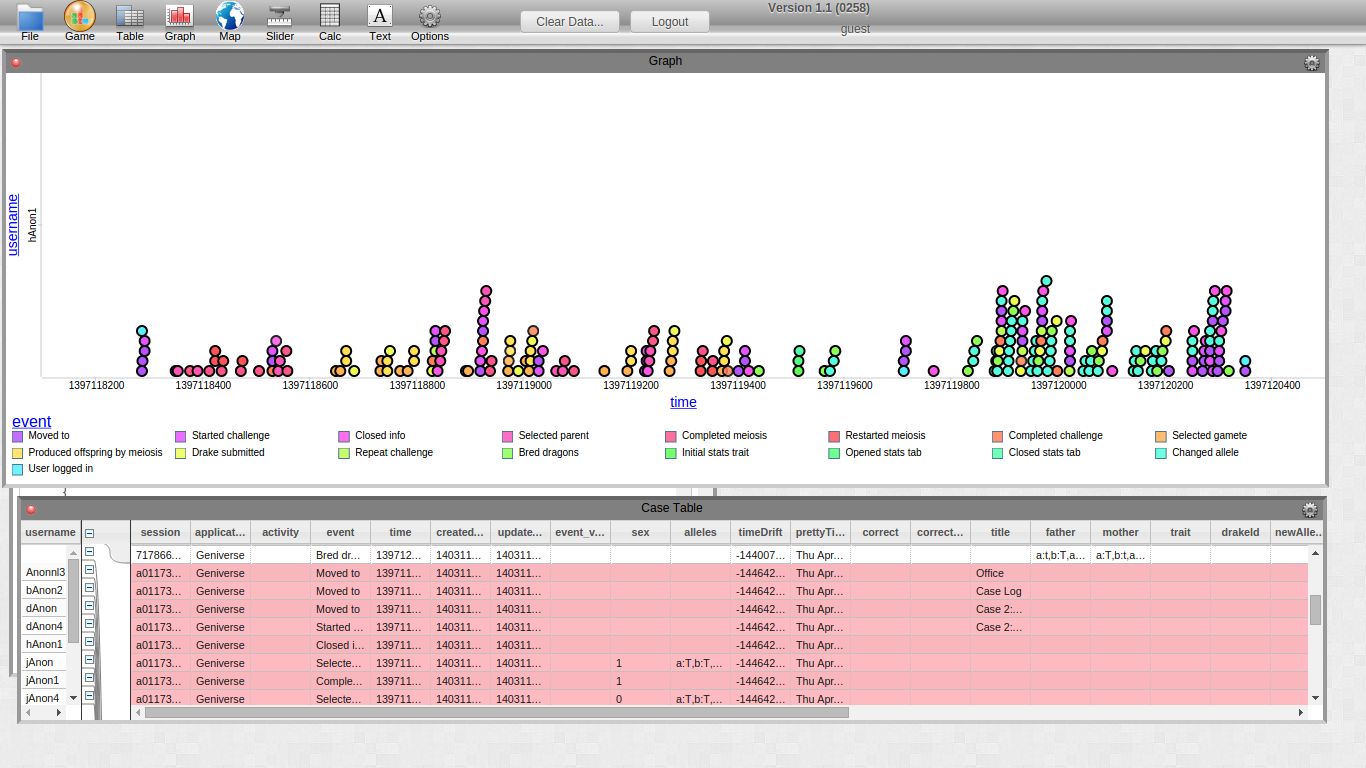 Version 1.1 (0258)
Clear Data... Logout guest
File Game Table Graph Map Slider Calc Text Options
Graph
username
hAnon1
1397118200 1397118400 1397118600 1397118800 1397119000 1397119200 1397119400 1397119600 1397119800 1397120000 1397120200 1397120400
time
event
Moved to Started challenge Closed info Selected parent Completed meiosis Restarted meiosis Completed challenge Selected gamete
Produced offspring by meiosis Drake submitted Repeat challenge Bred dragons Initial stats trait Opened stats tab Closed stats tab Changed allele
User logged in
{
Case Table
username session applicat... activity event time created... update... event_v... sex alleles timeDrift prettyTi... correct correct... title father mother trait drakeId newAlle...
717866... Geniverse Bred dr... 139712... 140311... 140311... -144007... Thu Apr... a:t,b:T,a... a:T,b:t,a...
Anonnl3 a01173... Geniverse Moved to 139711... 140311... 140311... -144642... Thu Apr... Office
bAnon2 a01173... Geniverse Moved to 139711... 140311... 140311... -144642... Thu Apr... Case Log
dAnon a01173... Geniverse Moved to 139711... 140311... 140311... -144642... Thu Apr... Case 2:...
dAnon4 a01173... Geniverse Started ... 139711... 140311... 140311... -144642... Thu Apr... Case 2:...
hAnon1 a01173... Geniverse Closed i... 139711... 140311... 140311... -144642... Thu Apr...
jAnon a01173... Geniverse Selecte... 139711... 140311... 140311... 1 a:T,b:T,... -144642... Thu Apr...
jAnon1 a01173... Geniverse Comple... 139711... 140311... 140311... 1 -144642... Thu Apr...
jAnon4 a01173... Geniverse Selecte... 139711... 140311... 140311... 0 a:T,b:t,... -144642... Thu Apr...